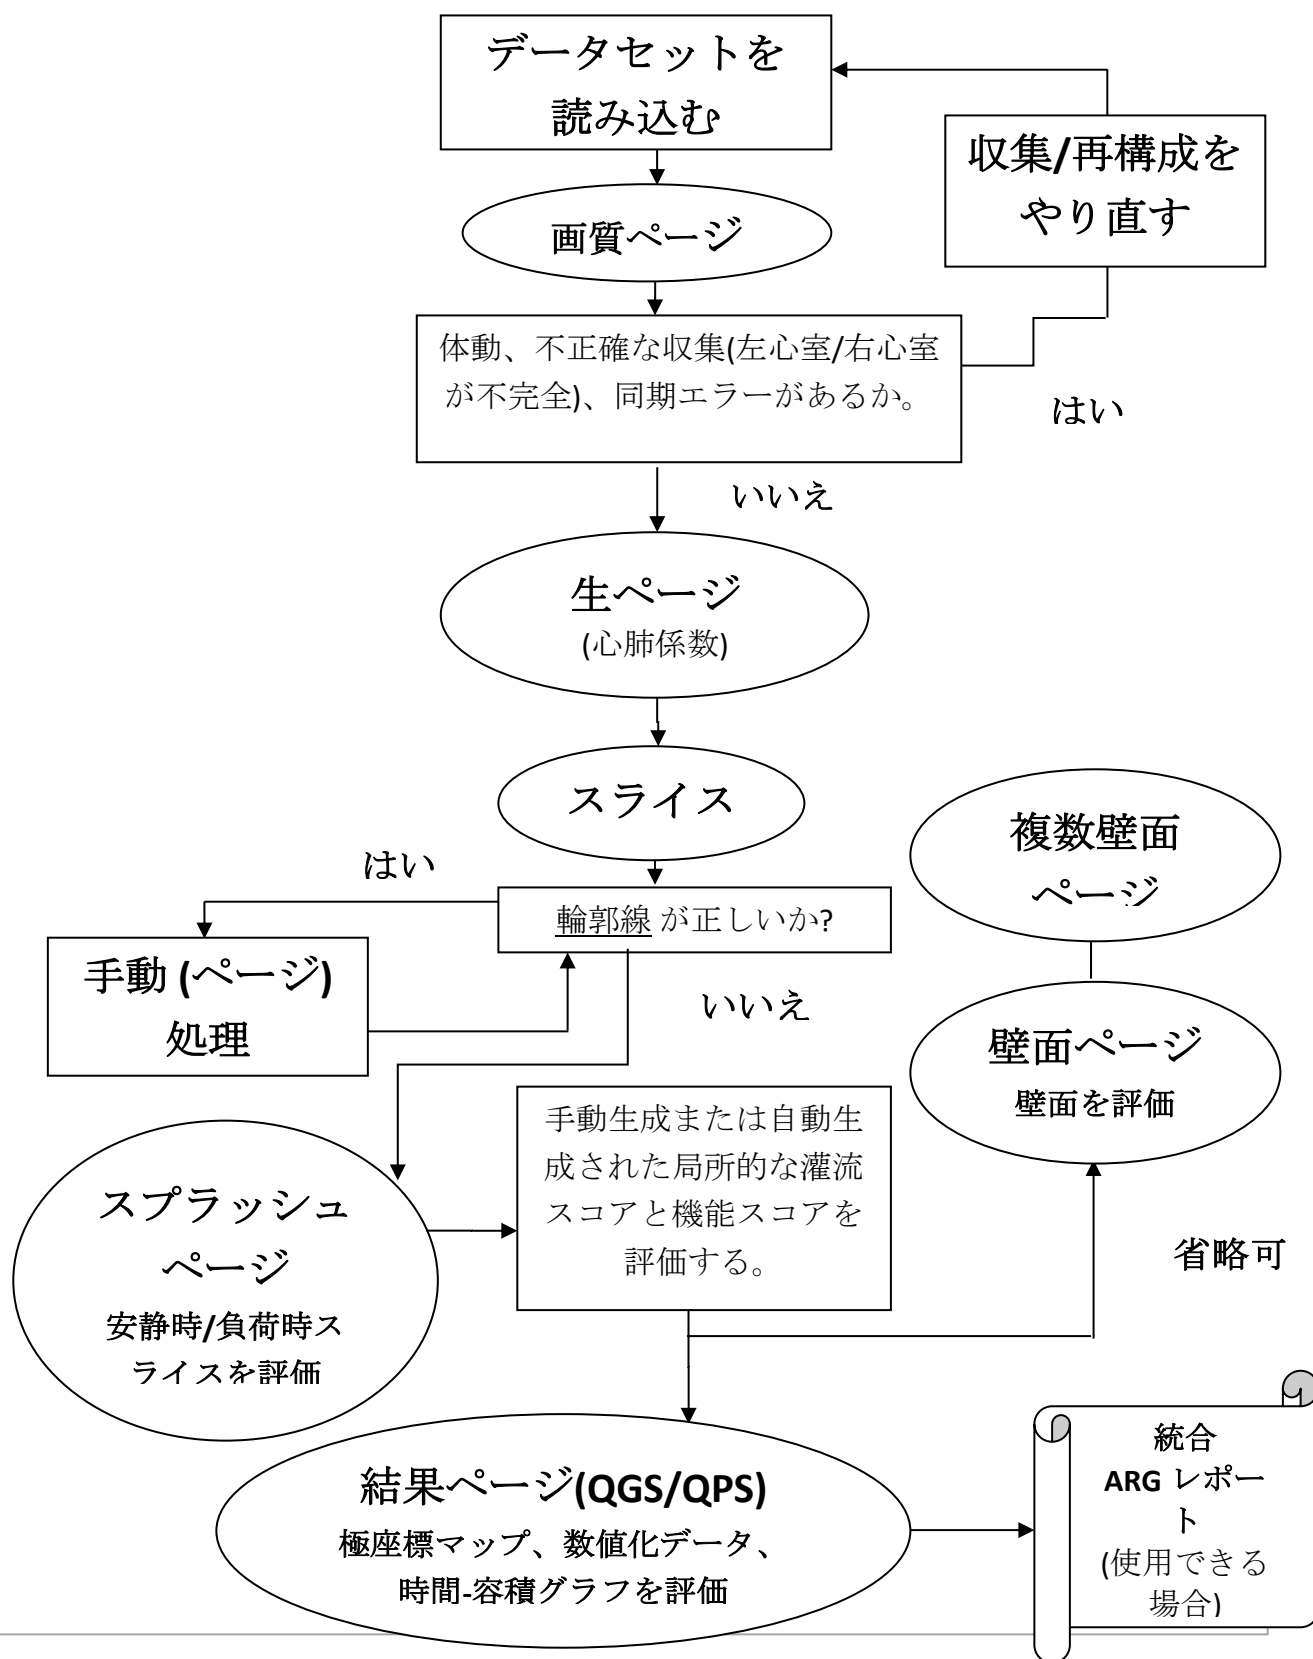 データセットを
読み込む
収集/再構成を
やり直す
画質ページ
体動、不正確な収集(左心室/右心室
が不完全)、同期エラーがあるか。
はい
いいえ
生ページ
(心肺係数)
スライス
複数壁面
ページ
はい
輪郭線 が正しいか?
手動 (ページ)
処理
いいえ
壁面ページ
壁面を評価
手動生成または自動生
成された局所的な灌流
スコアと機能スコアを
評価する。
スプラッシュ
ページ
安静時/負荷時ス
ライスを評価
省略可
結果ページ(QGS/QPS)
極座標マップ、数値化データ、
時間-容積グラフを評価
統合
ARG レポー
ト
(使用できる
場合)